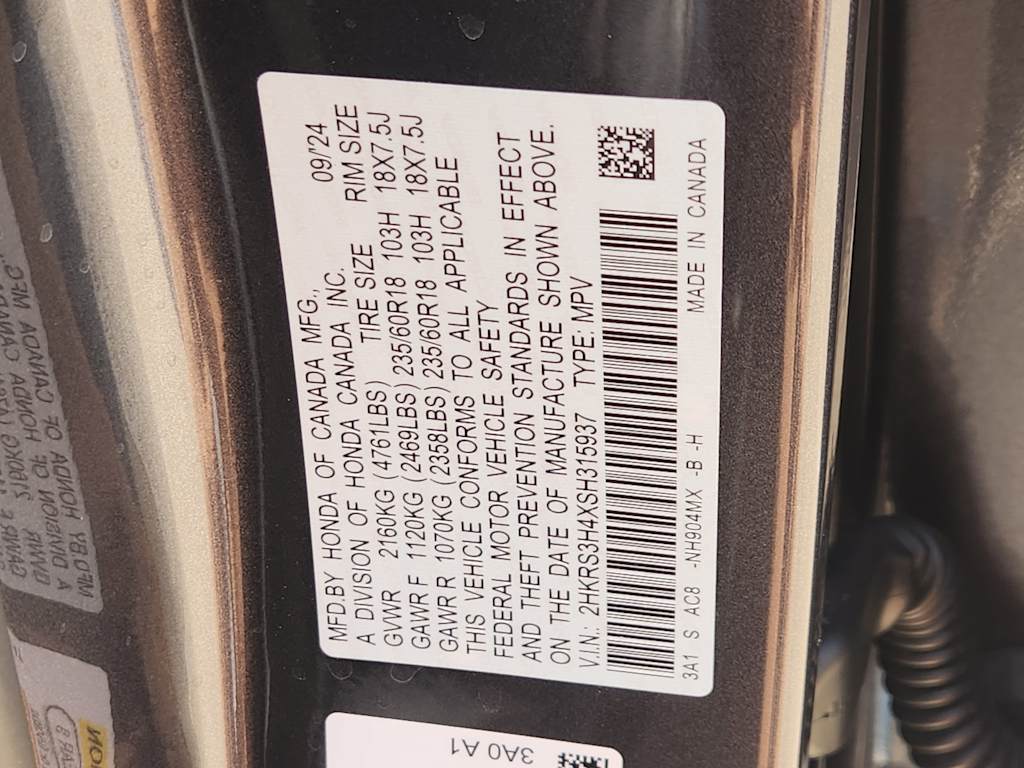 MFD.BY HONDA OF CANADA MFG., 09/24
A DIVISION OF HONDA CANADA INC.
TIRE SIZE RIM SIZE
GVWR 2160KG (4761LBS)
GAWR F 1120KG (2469LBS) 235/60R18 103H 18X7.5J
GAWR R 1070KG (2358LBS) 235/60R18 103H 18X7.5J
THIS VEHICLE CONFORMS TO ALL APPLICABLE
FEDERAL MOTOR VEHICLE SAFETY
AND THEFT PREVENTION STANDARDS IN EFFECT
ON THE DATE OF MANUFACTURE SHOWN ABOVE.
V.I.N.: 2HKRS3H4XSH315937 TYPE: MPV
3A1 S AC8 -NH904MX -B -H MADE IN CANADA
3A0 A1